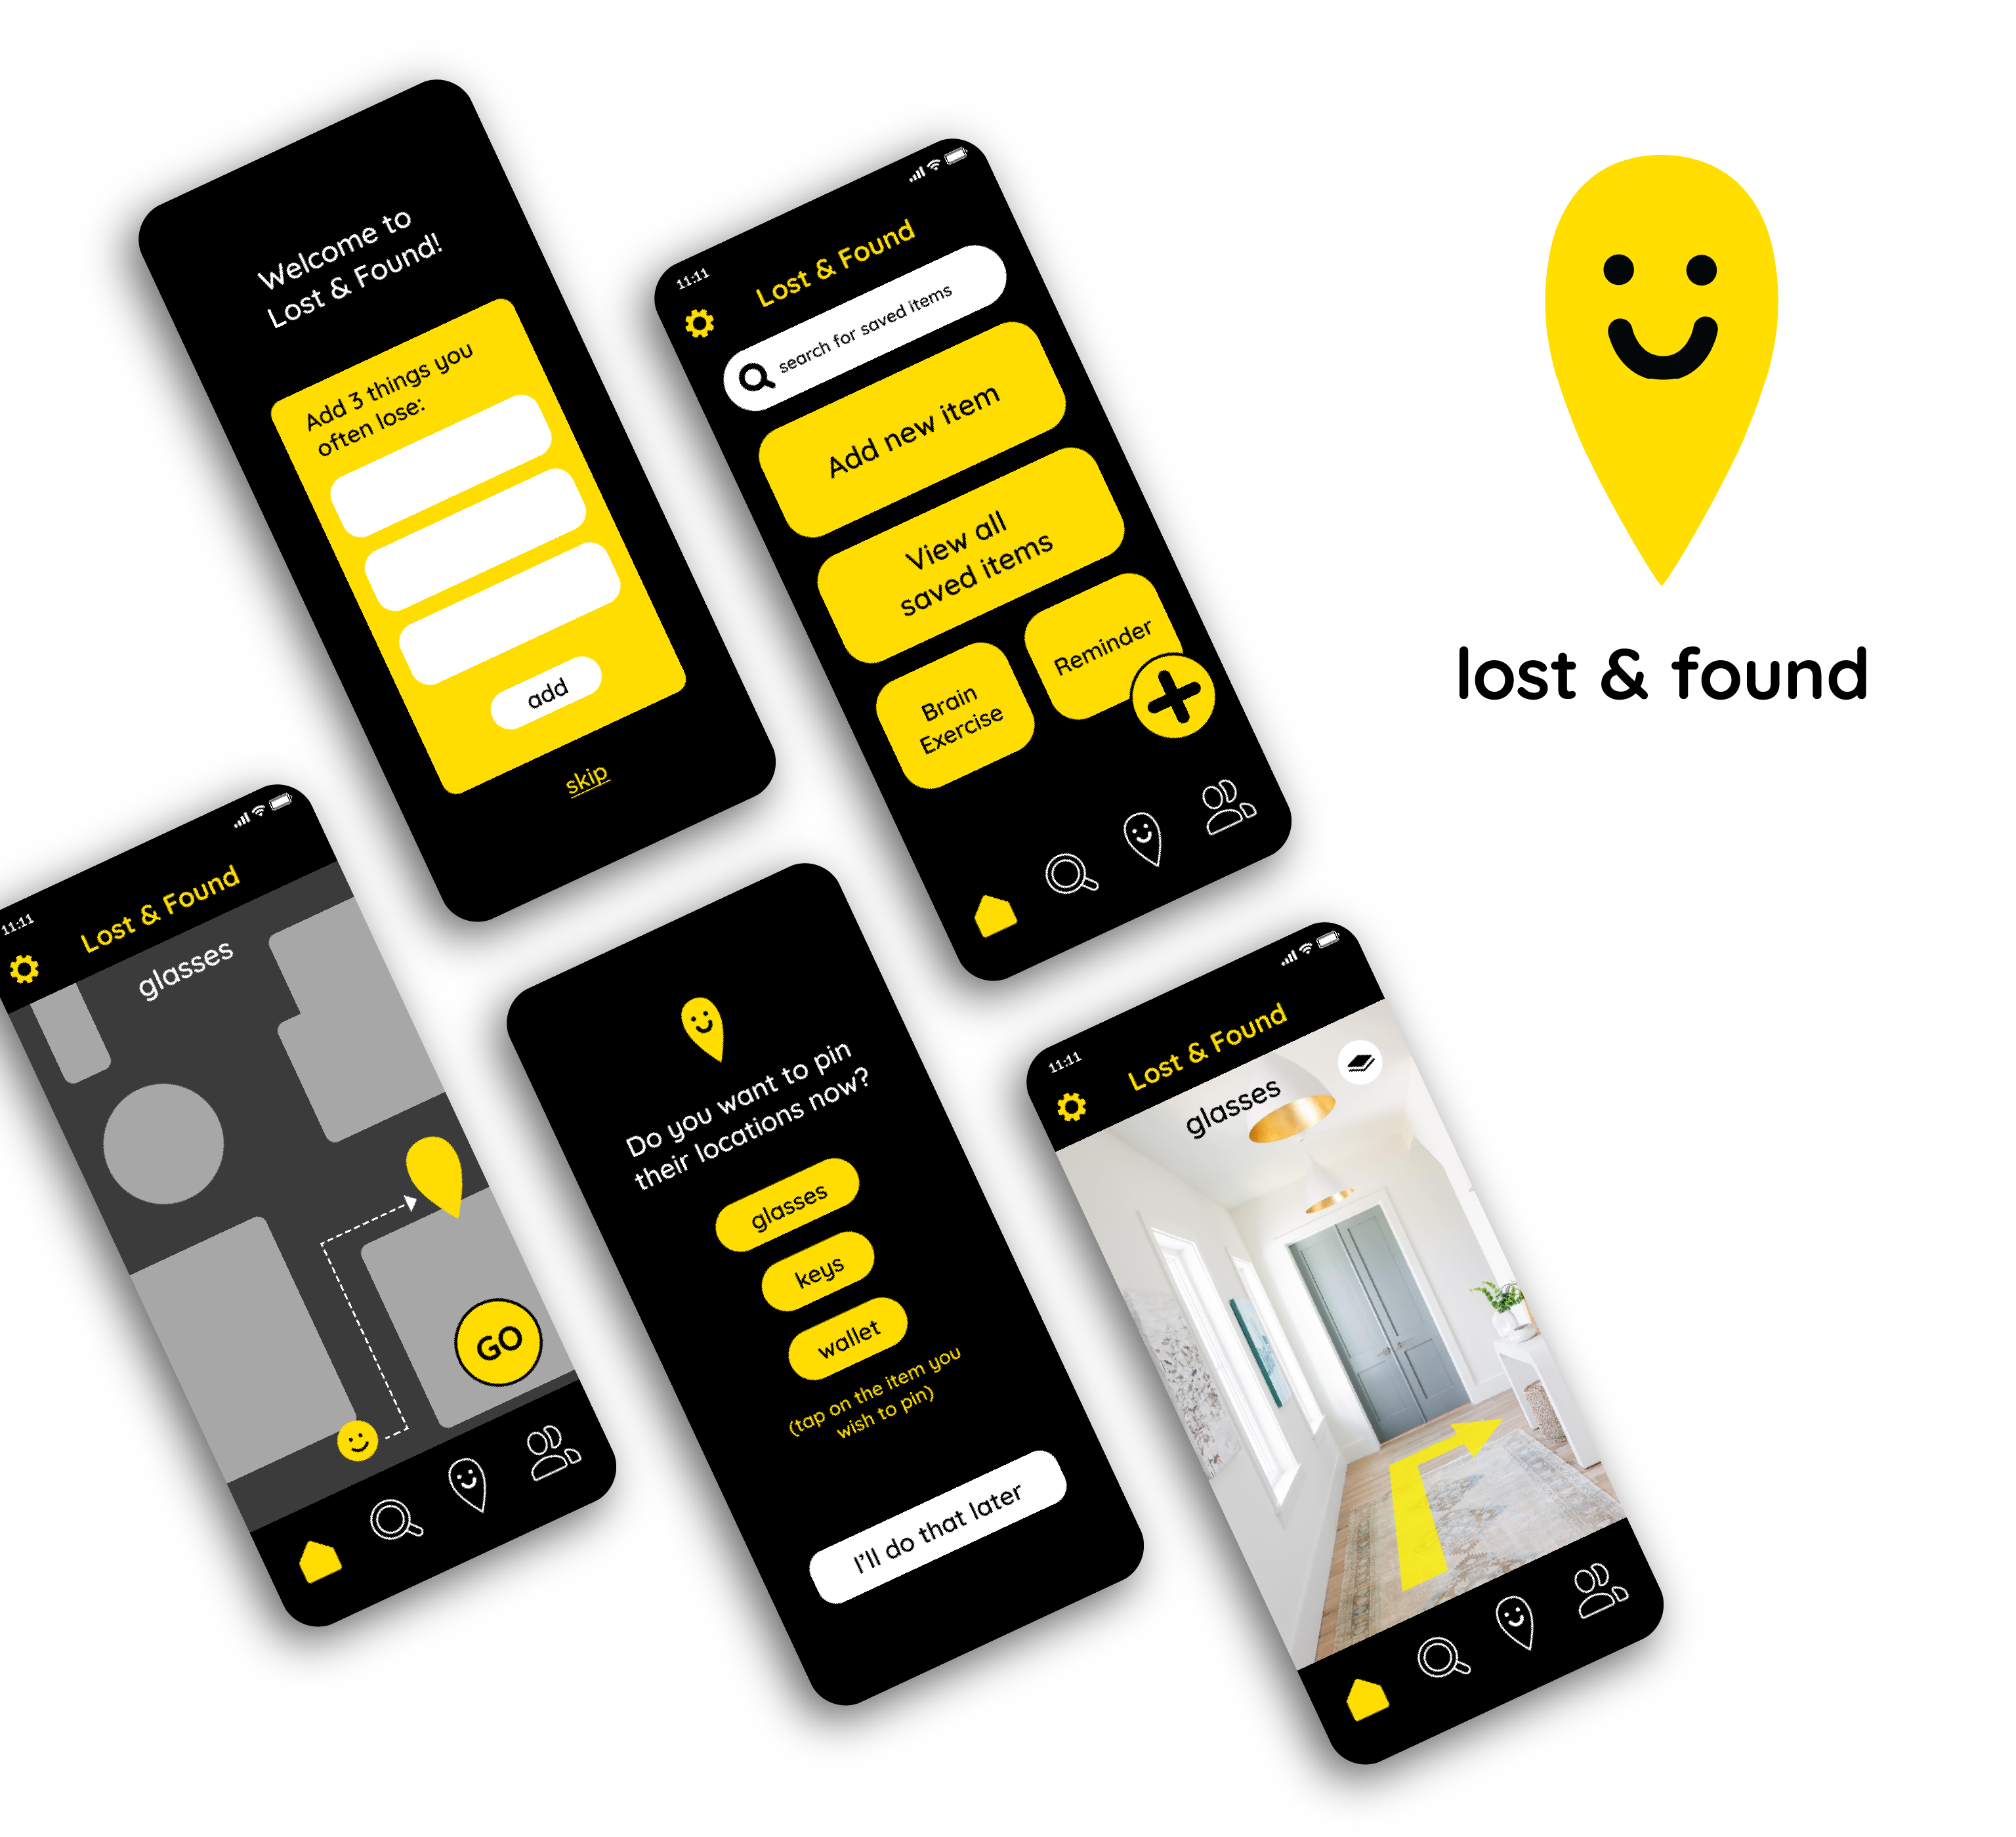 Welcome to
Lost & Found!
Add 3 things you
often lose:
add
skip
11:11
Lost & Found
search for saved items
Add new item
View all
saved items
Brain
Exercise
Reminder
lost & found
11:11
Lost & Found
glasses
GO
Do you want to pin
their locations now?
glasses
keys
wallet
(tap on the item you
wish to pin)
I'll do that later
11:11
Lost & Found
glasses